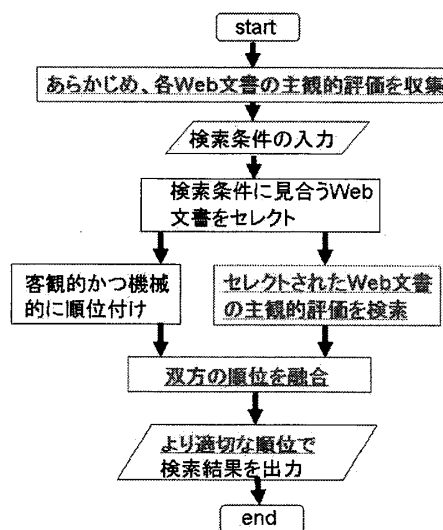 start
あらかじめ、各Web文書の主観的評価を収集
検索条件の入力
検索条件に見合うWeb
文書をセレクト
客観的かつ機械
的に順位付け
セレクトされたWeb文書
の主観的評価を検索
双方の順位を融合
より適切な順位で
検索結果を出力
end